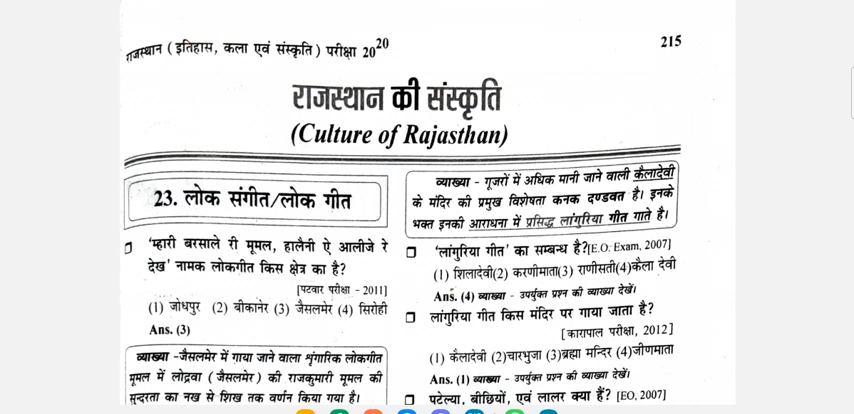 राजस्थान ( इतिहास, कला एवं संस्कृति ) परीक्षा 2020
215
राजस्थान की संस्कृति
(Culture of Rajasthan)
23. लोक संगीत/लोक गीत
'म्हारी बरसाले री मूमल, हालैनी ऐ आलीजे रे
देख' नामक लोकगीत किस क्षेत्र का है?
[पटवार परीक्षा - 2011]
(1) जोधपुर (2) बीकानेर (3) जैसलमेर (4) सिरोही
Ans. (3)
व्याख्या -जैसलमेर में गाया जाने वाला शृंगारिक लोकगीत
मूमल में लोद्रवा ( जैसलमेर ) की राजकुमारी मूमल की
सुन्दरता का नख से शिख तक वर्णन किया गया है।
व्याख्या - गूजरों में अधिक मानी जाने वाली कैलादेवी
के मंदिर की प्रमुख विशेषता कनक दण्डवत है। इनके
भक्त इनकी आराधना में प्रसिद्ध लांगुरिया गीत गाते है।
'लांगुरिया गीत' का सम्बन्ध है?[E.O. Exam, 2007]
(1) शिलादेवी(2) करणीमाता(3) राणीसती(4)कैला देवी
Ans. (4) व्याख्या - उपर्युक्त प्रश्न की व्याख्या देखें।
लांगुरिया गीत किस मंदिर पर गाया जाता है?
[कारापाल परीक्षा, 2012]
(1) कैलादेवी (2)चारभुजा (3)ब्रह्मा मन्दिर (4)जीणमाता
Ans. (1) व्याख्या - उपर्युक्त प्रश्न की व्याख्या देखें।
पटेल्या, बीछियों, एवं लालर क्या हैं? [EO, 2007]